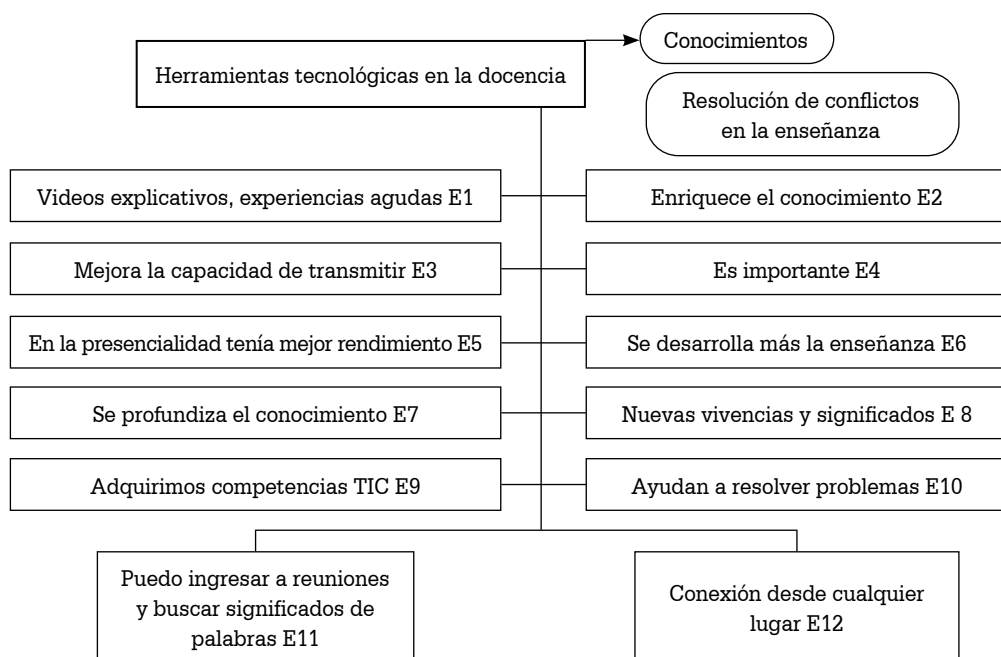 Conocimientos
Herramientas tecnológicas en la docencia
Resolución de conflictos
en la enseñanza
Videos explicativos, experiencias agudas E1
Enriquece el conocimiento E2
Mejora la capacidad de transmitir E3
Es importante E4
En la presencialidad tenía mejor rendimiento E5
Se desarrolla más la enseñanza E6
Se profundiza el conocimiento E7
Nuevas vivencias y significados E 8
Adquirimos competencias TIC E9
Ayudan a resolver problemas E10
Puedo ingresar a reuniones
y buscar significados de
palabras E11
Conexión desde cualquier
lugar E12